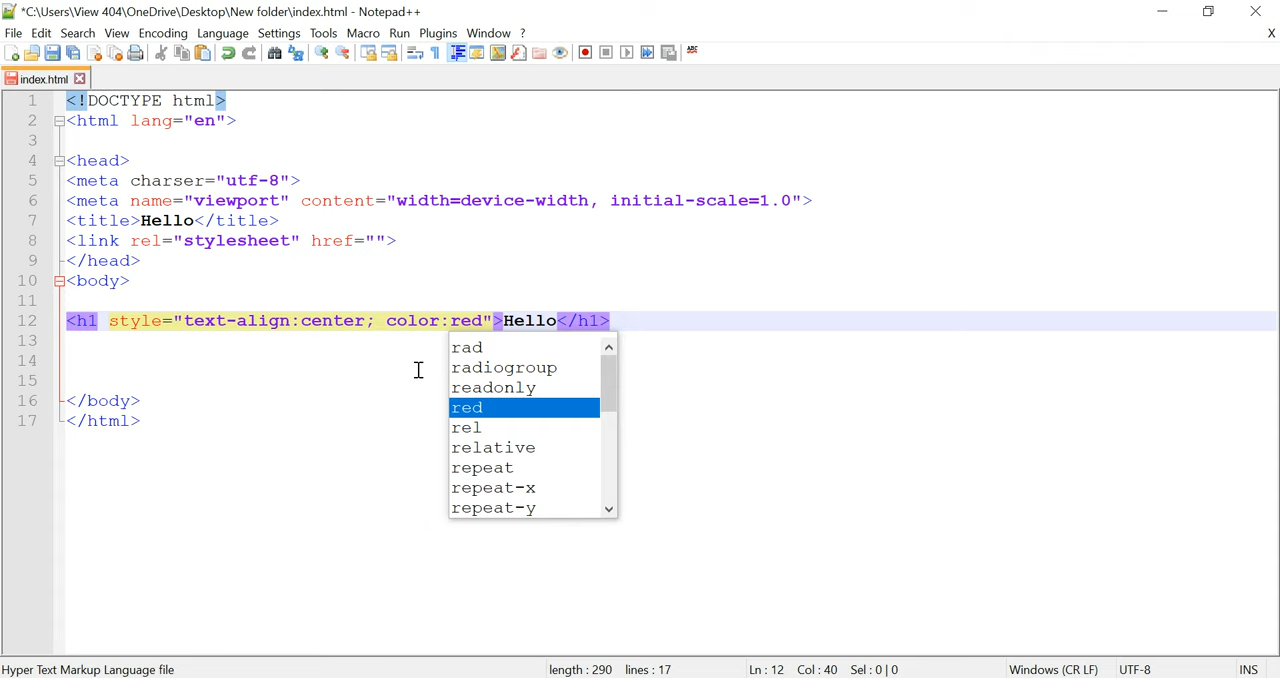 *C:\Users\View 404\OneDrive\Desktop\New folder\index.html - Notepad++
File Edit Search View Encoding Language Settings Tools Macro Run Plugins Window ? X
ABC
index.html
1 <!DOCTYPE html>
2 <html lang="en">
3
4 <head>
5 <meta charser="utf-8">
6 <meta name="viewport" content="width=device-width, initial-scale=1.0">
7 <title>Hello</title>
8 <link rel="stylesheet" href="">
9 </head>
10 <body>
11
12 <h1 style="text-align:center; color:red">Hello</h1>
13
14
15
16 </body>
17 </html>
rad
radiogroup
readonly
red
rel
relative
repeat
repeat-x
repeat-y
Hyper Text Markup Language file length : 290 lines : 17 Ln : 12 Col : 40 Sel : 0 | 0 Windows (CR LF) UTF-8 INS